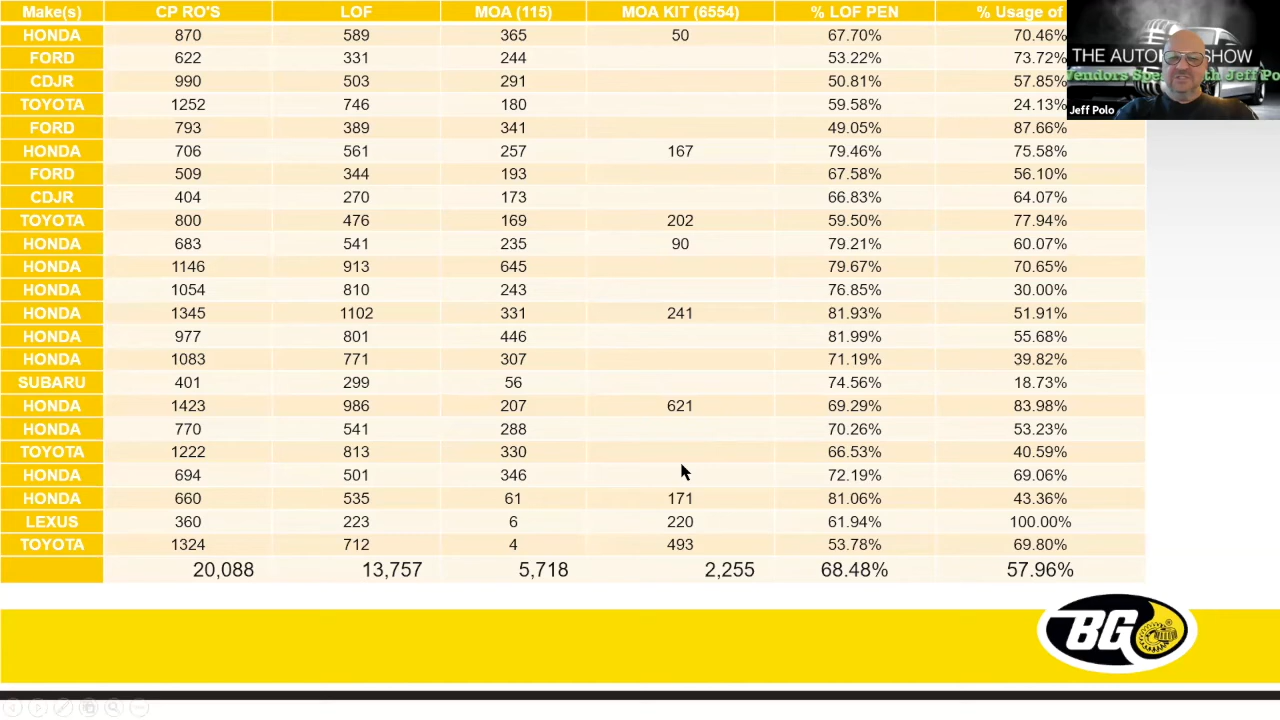 Make(s) CP RO'S LOF MOA (115) MOA KIT (6554) % LOF PEN % Usage of
HONDA 870 589 365 50 67.70% 70.46%
FORD 622 331 244 53.22% 73.72%
CDJR 990 503 291 50.81% 57.85%
TOYOTA 1252 746 180 59.58% 24.13%
FORD 793 389 341 49.05% 87.66%
HONDA 706 561 257 167 79.46% 75.58%
FORD 509 344 193 67.58% 56.10%
CDJR 404 270 173 66.83% 64.07%
TOYOTA 800 476 169 202 59.50% 77.94%
HONDA 683 541 235 90 79.21% 60.07%
HONDA 1146 913 645 79.67% 70.65%
HONDA 1054 810 243 76.85% 30.00%
HONDA 1345 1102 331 241 81.93% 51.91%
HONDA 977 801 446 81.99% 55.68%
HONDA 1083 771 307 71.19% 39.82%
SUBARU 401 299 56 74.56% 18.73%
HONDA 1423 986 207 621 69.29% 83.98%
HONDA 770 541 288 70.26% 53.23%
TOYOTA 1222 813 330 66.53% 40.59%
HONDA 694 501 346 72.19% 69.06%
HONDA 660 535 61 171 81.06% 43.36%
LEXUS 360 223 6 220 61.94% 100.00%
TOYOTA 1324 712 4 493 53.78% 69.80%
20,088 13,757 5,718 2,255 68.48% 57.96%
THE SHOW
Jeff
Jeff Polo
BG